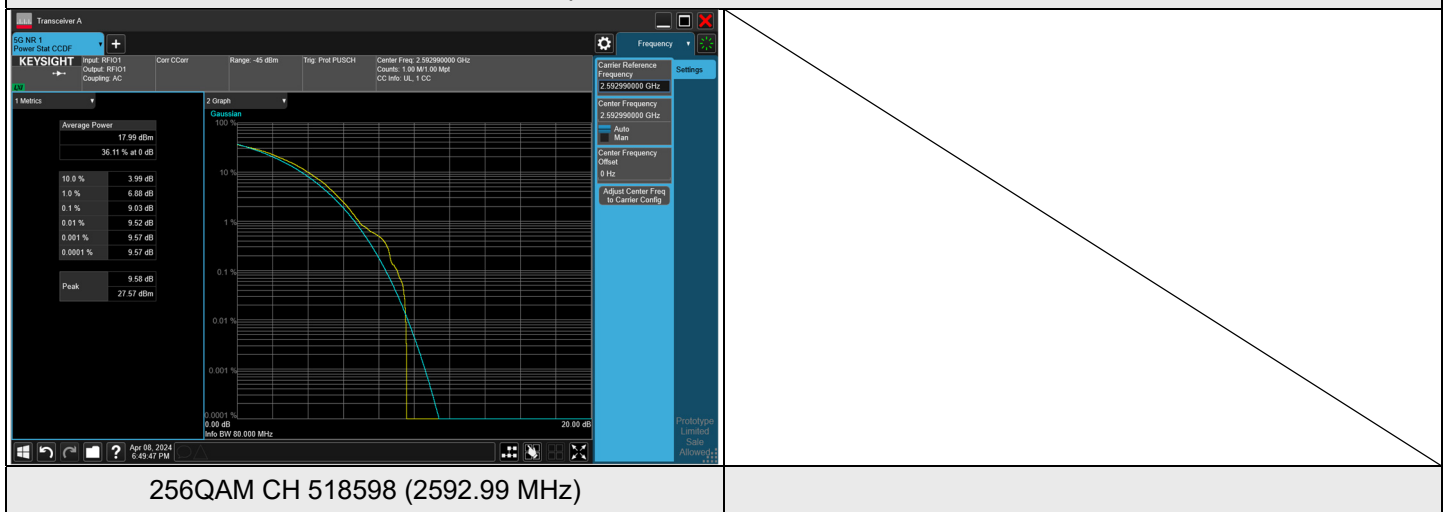 Transceiver A
5G NR 1
Power Stat CCDF
Frequency
KEYSIGHT
LXI
Input: RFIO1
Output: RFIO1
Coupling: AC
Corr CCorr
Range: -45 dBm
Trig: Prot PUSCH
Center Freq: 2.592990000 GHz
Counts: 1.00 M/1.00 Mpt
CC Info: UL, 1 CC
Carrier Reference
Frequency
2.592990000 GHz
Settings
Center Frequency
2.592990000 GHz
Auto
Man
Center Frequency
Offset
0 Hz
Adjust Center Freq
to Carrier Config
1 Metrics
Average Power
17.99 dBm
36.11 % at 0 dB
10.0 % 3.99 dB
1.0 % 6.88 dB
0.1 % 9.03 dB
0.01 % 9.52 dB
0.001 % 9.57 dB
0.0001 % 9.57 dB
Peak
9.58 dB
27.57 dBm
2 Graph
Gaussian
100 %
10 %
1 %
0.1 %
0.01 %
0.001 %
0.0001 %
0.00 dB
20.00 dB
Info BW 80.000 MHz
Prototype
Limited
Sale
Allowed
?
Apr 08, 2024
6:49:47 PM
256QAM CH 518598 (2592.99 MHz)